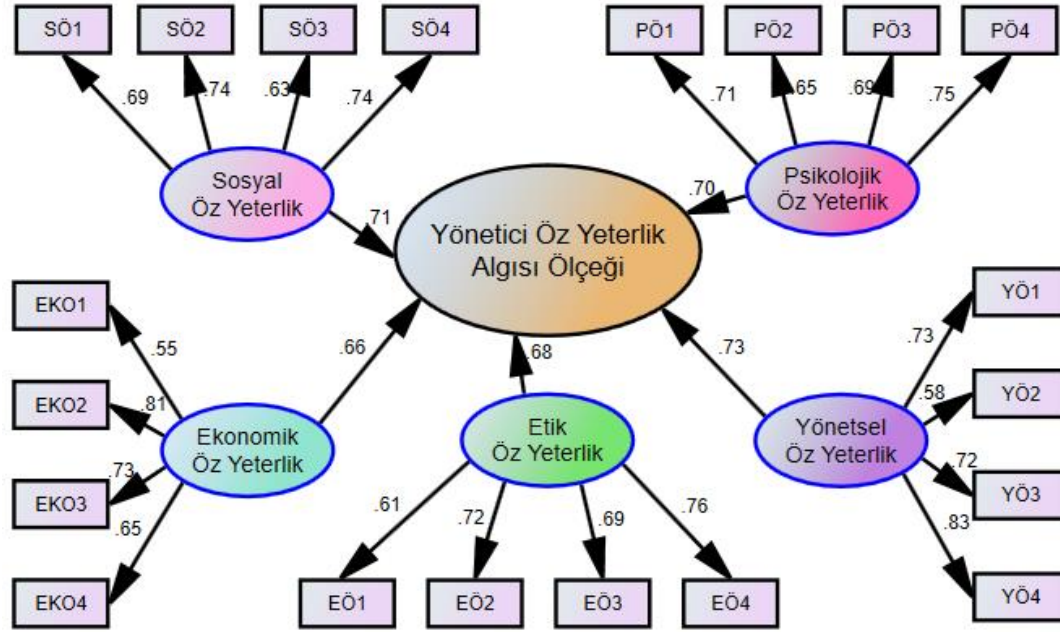 SÖ1
SÖ2
SÖ3
SÖ4
PÖ1
PÖ2
PÖ3
PÖ4
.69
.74
.63
.74
.71
.65
.69
.75
Sosyal
Öz Yeterlik
Psikolojik
Öz Yeterlik
.71
.70
Yönetici Öz Yeterlik
Algısı Ölçeği
EKO1
EKO2
EKO3
EKO4
.55
.81
.73
.65
Ekonomik
Öz Yeterlik
.66
.68
.73
Etik
Öz Yeterlik
Yönetsel
Öz Yeterlik
YÖ1
YÖ2
YÖ3
YÖ4
.73
.58
.72
.83
.61
.72
.69
.76
EÖ1
EÖ2
EÖ3
EÖ4